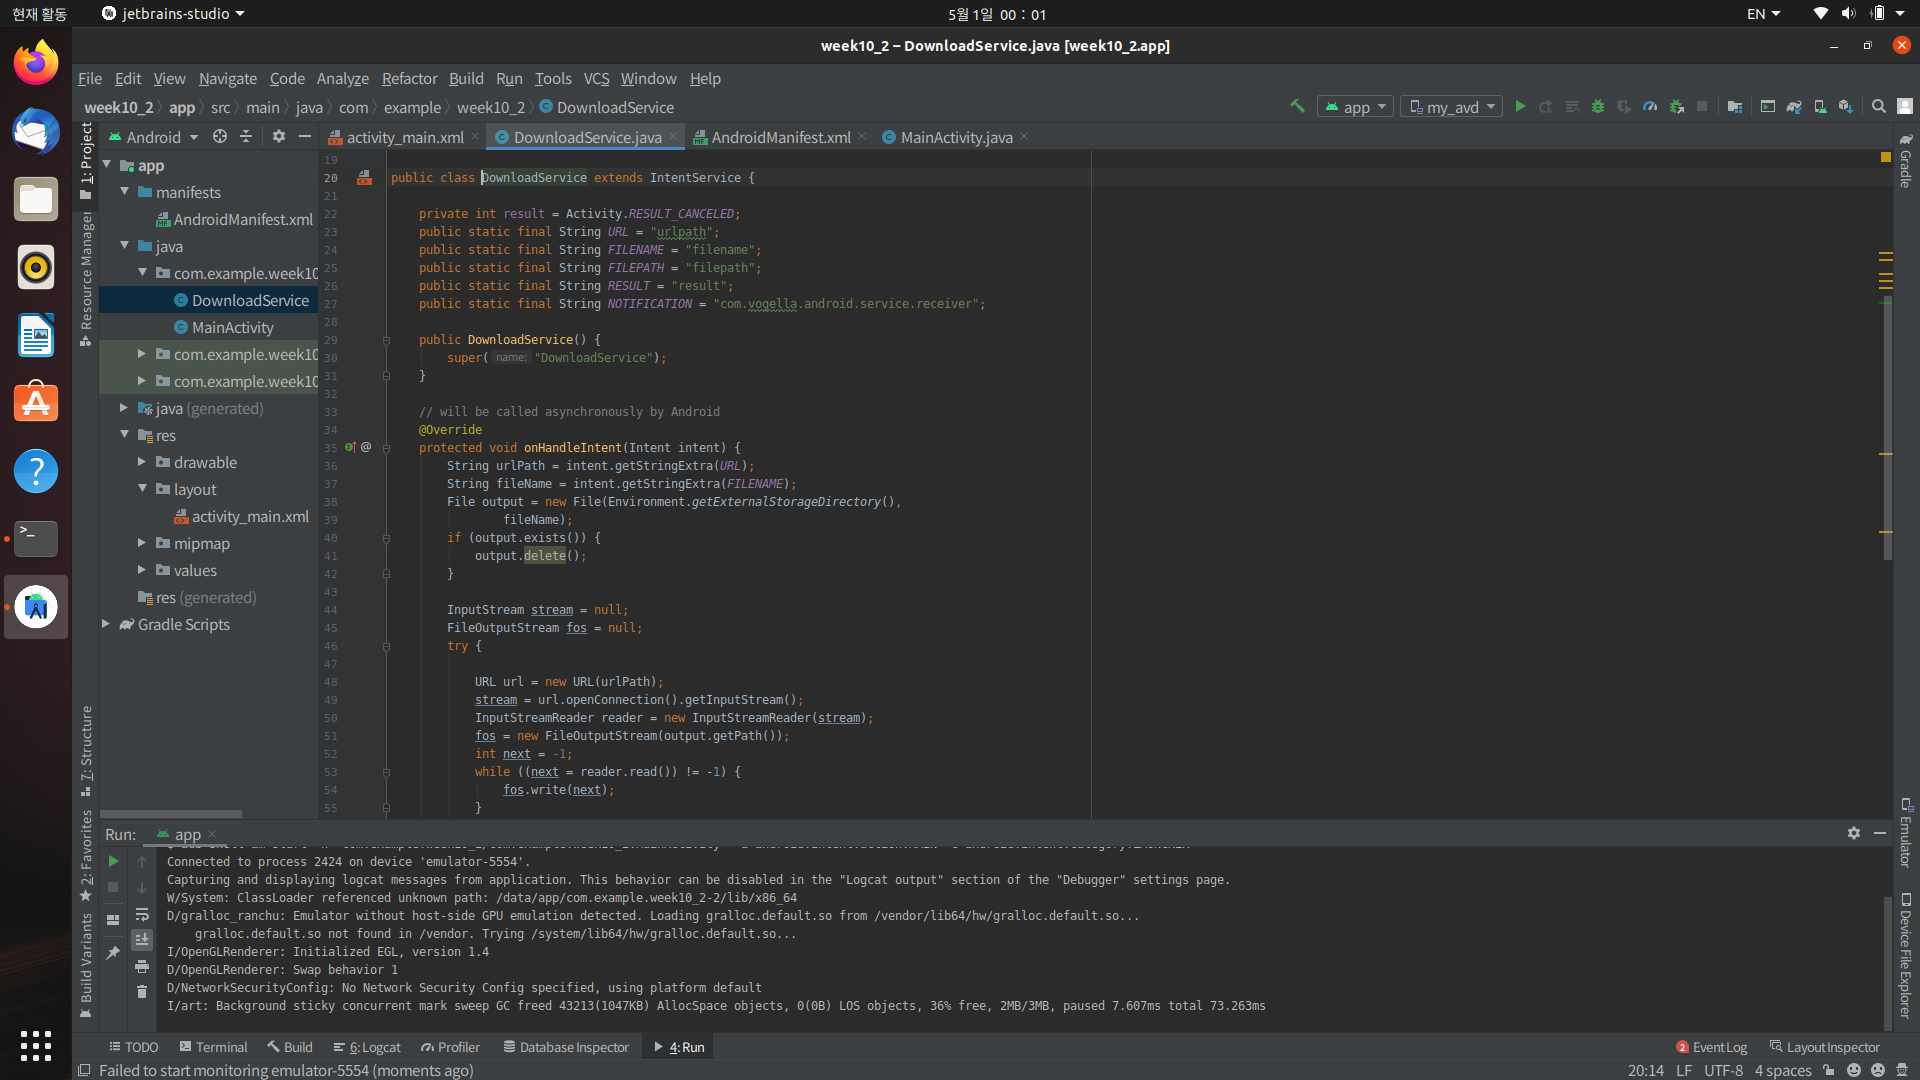 현재 활동
jetbrains-studio
5월 1일 00 : 01
EN
week10_2 – DownloadService.java [week10_2.app]
File Edit View Navigate Code Analyze Refactor Build Run Tools VCS Window Help
week10_2 app src main java com example week10_2 DownloadService
app
my_avd
Android
activity_main.xml
DownloadService.java
AndroidManifest.xml
MainActivity.java
1: Project
Resource Manager
7: Structure
2: Favorites
Build Variants
app
manifests
AndroidManifest.xml
java
com.example.week10
DownloadService
MainActivity
com.example.week10
com.example.week10
java (generated)
res
drawable
layout
activity_main.xml
mipmap
values
res (generated)
Gradle Scripts
19
20 public class DownloadService extends IntentService {
21
22 private int result = Activity.RESULT_CANCELED;
23 public static final String URL = "urlpath";
24 public static final String FILENAME = "filename";
25 public static final String FILEPATH = "filepath";
26 public static final String RESULT = "result";
27 public static final String NOTIFICATION = "com.vogella.android.service.receiver";
28
29 public DownloadService() {
30 super( name: "DownloadService");
31 }
32
33 // will be called asynchronously by Android
34 @Override
35 @ protected void onHandleIntent(Intent intent) {
36 String urlPath = intent.getStringExtra(URL);
37 String fileName = intent.getStringExtra(FILENAME);
38 File output = new File(Environment.getExternalStorageDirectory(),
39 fileName);
40 if (output.exists()) {
41 output.delete();
42 }
43
44 InputStream stream = null;
45 FileOutputStream fos = null;
46 try {
47
48 URL url = new URL(urlPath);
49 stream = url.openConnection().getInputStream();
50 InputStreamReader reader = new InputStreamReader(stream);
51 fos = new FileOutputStream(output.getPath());
52 int next = -1;
53 while ((next = reader.read()) != -1) {
54 fos.write(next);
55 }
Gradle
Emulator
Device File Explorer
Run: app
Connected to process 2424 on device 'emulator-5554'.
Capturing and displaying logcat messages from application. This behavior can be disabled in the "Logcat output" section of the "Debugger" settings page.
W/System: ClassLoader referenced unknown path: /data/app/com.example.week10_2-2/lib/x86_64
D/gralloc_ranchu: Emulator without host-side GPU emulation detected. Loading gralloc.default.so from /vendor/lib64/hw/gralloc.default.so...
gralloc.default.so not found in /vendor. Trying /system/lib64/hw/gralloc.default.so...
I/OpenGLRenderer: Initialized EGL, version 1.4
D/OpenGLRenderer: Swap behavior 1
D/NetworkSecurityConfig: No Network Security Config specified, using platform default
I/art: Background sticky concurrent mark sweep GC freed 43213(1047KB) AllocSpace objects, 0(0B) LOS objects, 36% free, 2MB/3MB, paused 7.607ms total 73.263ms
TODO Terminal Build 6: Logcat Profiler Database Inspector 4: Run 2 Event Log Layout Inspector
Failed to start monitoring emulator-5554 (moments ago) 20:14 LF UTF-8 4 spaces